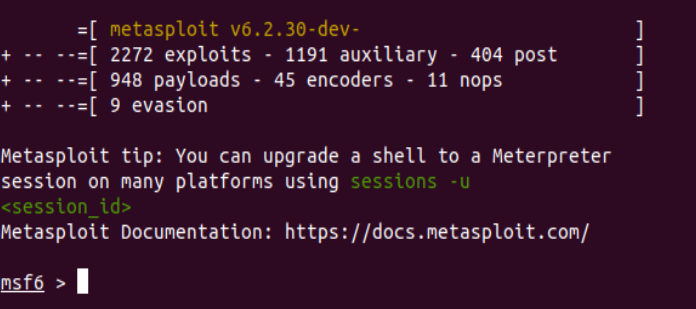 =[ metasploit v6.2.30-dev- ]
+ -- --=[ 2272 exploits - 1191 auxiliary - 404 post ]
+ -- --=[ 948 payloads - 45 encoders - 11 nops ]
+ -- --=[ 9 evasion ]
Metasploit tip: You can upgrade a shell to a Meterpreter
session on many platforms using sessions -u
<session_id>
Metasploit Documentation: https://docs.metasploit.com/
msf6 >